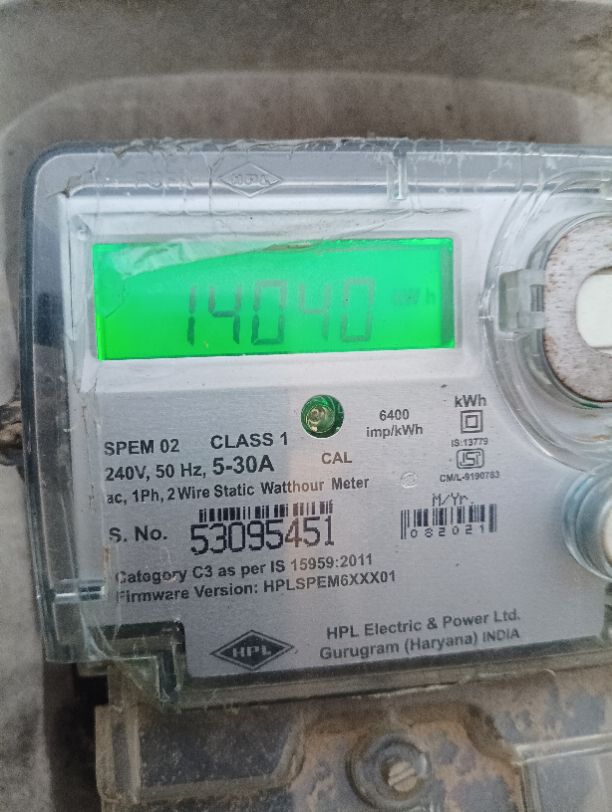 HPL
14040 kWh
6400
imp/kWh
kWh
IS:13779
CM/L-9190783
SPEM 02 CLASS 1
CAL
240V, 50 Hz, 5-30A
ac, 1Ph, 2Wire Static Watthour Meter
S. No. 53095451
M/Yr.
082021
Category C3 as per IS 15959:2011
Firmware Version: HPLSPEM6XXX01
HPL
HPL Electric & Power Ltd.
Gurugram (Haryana) INDIA